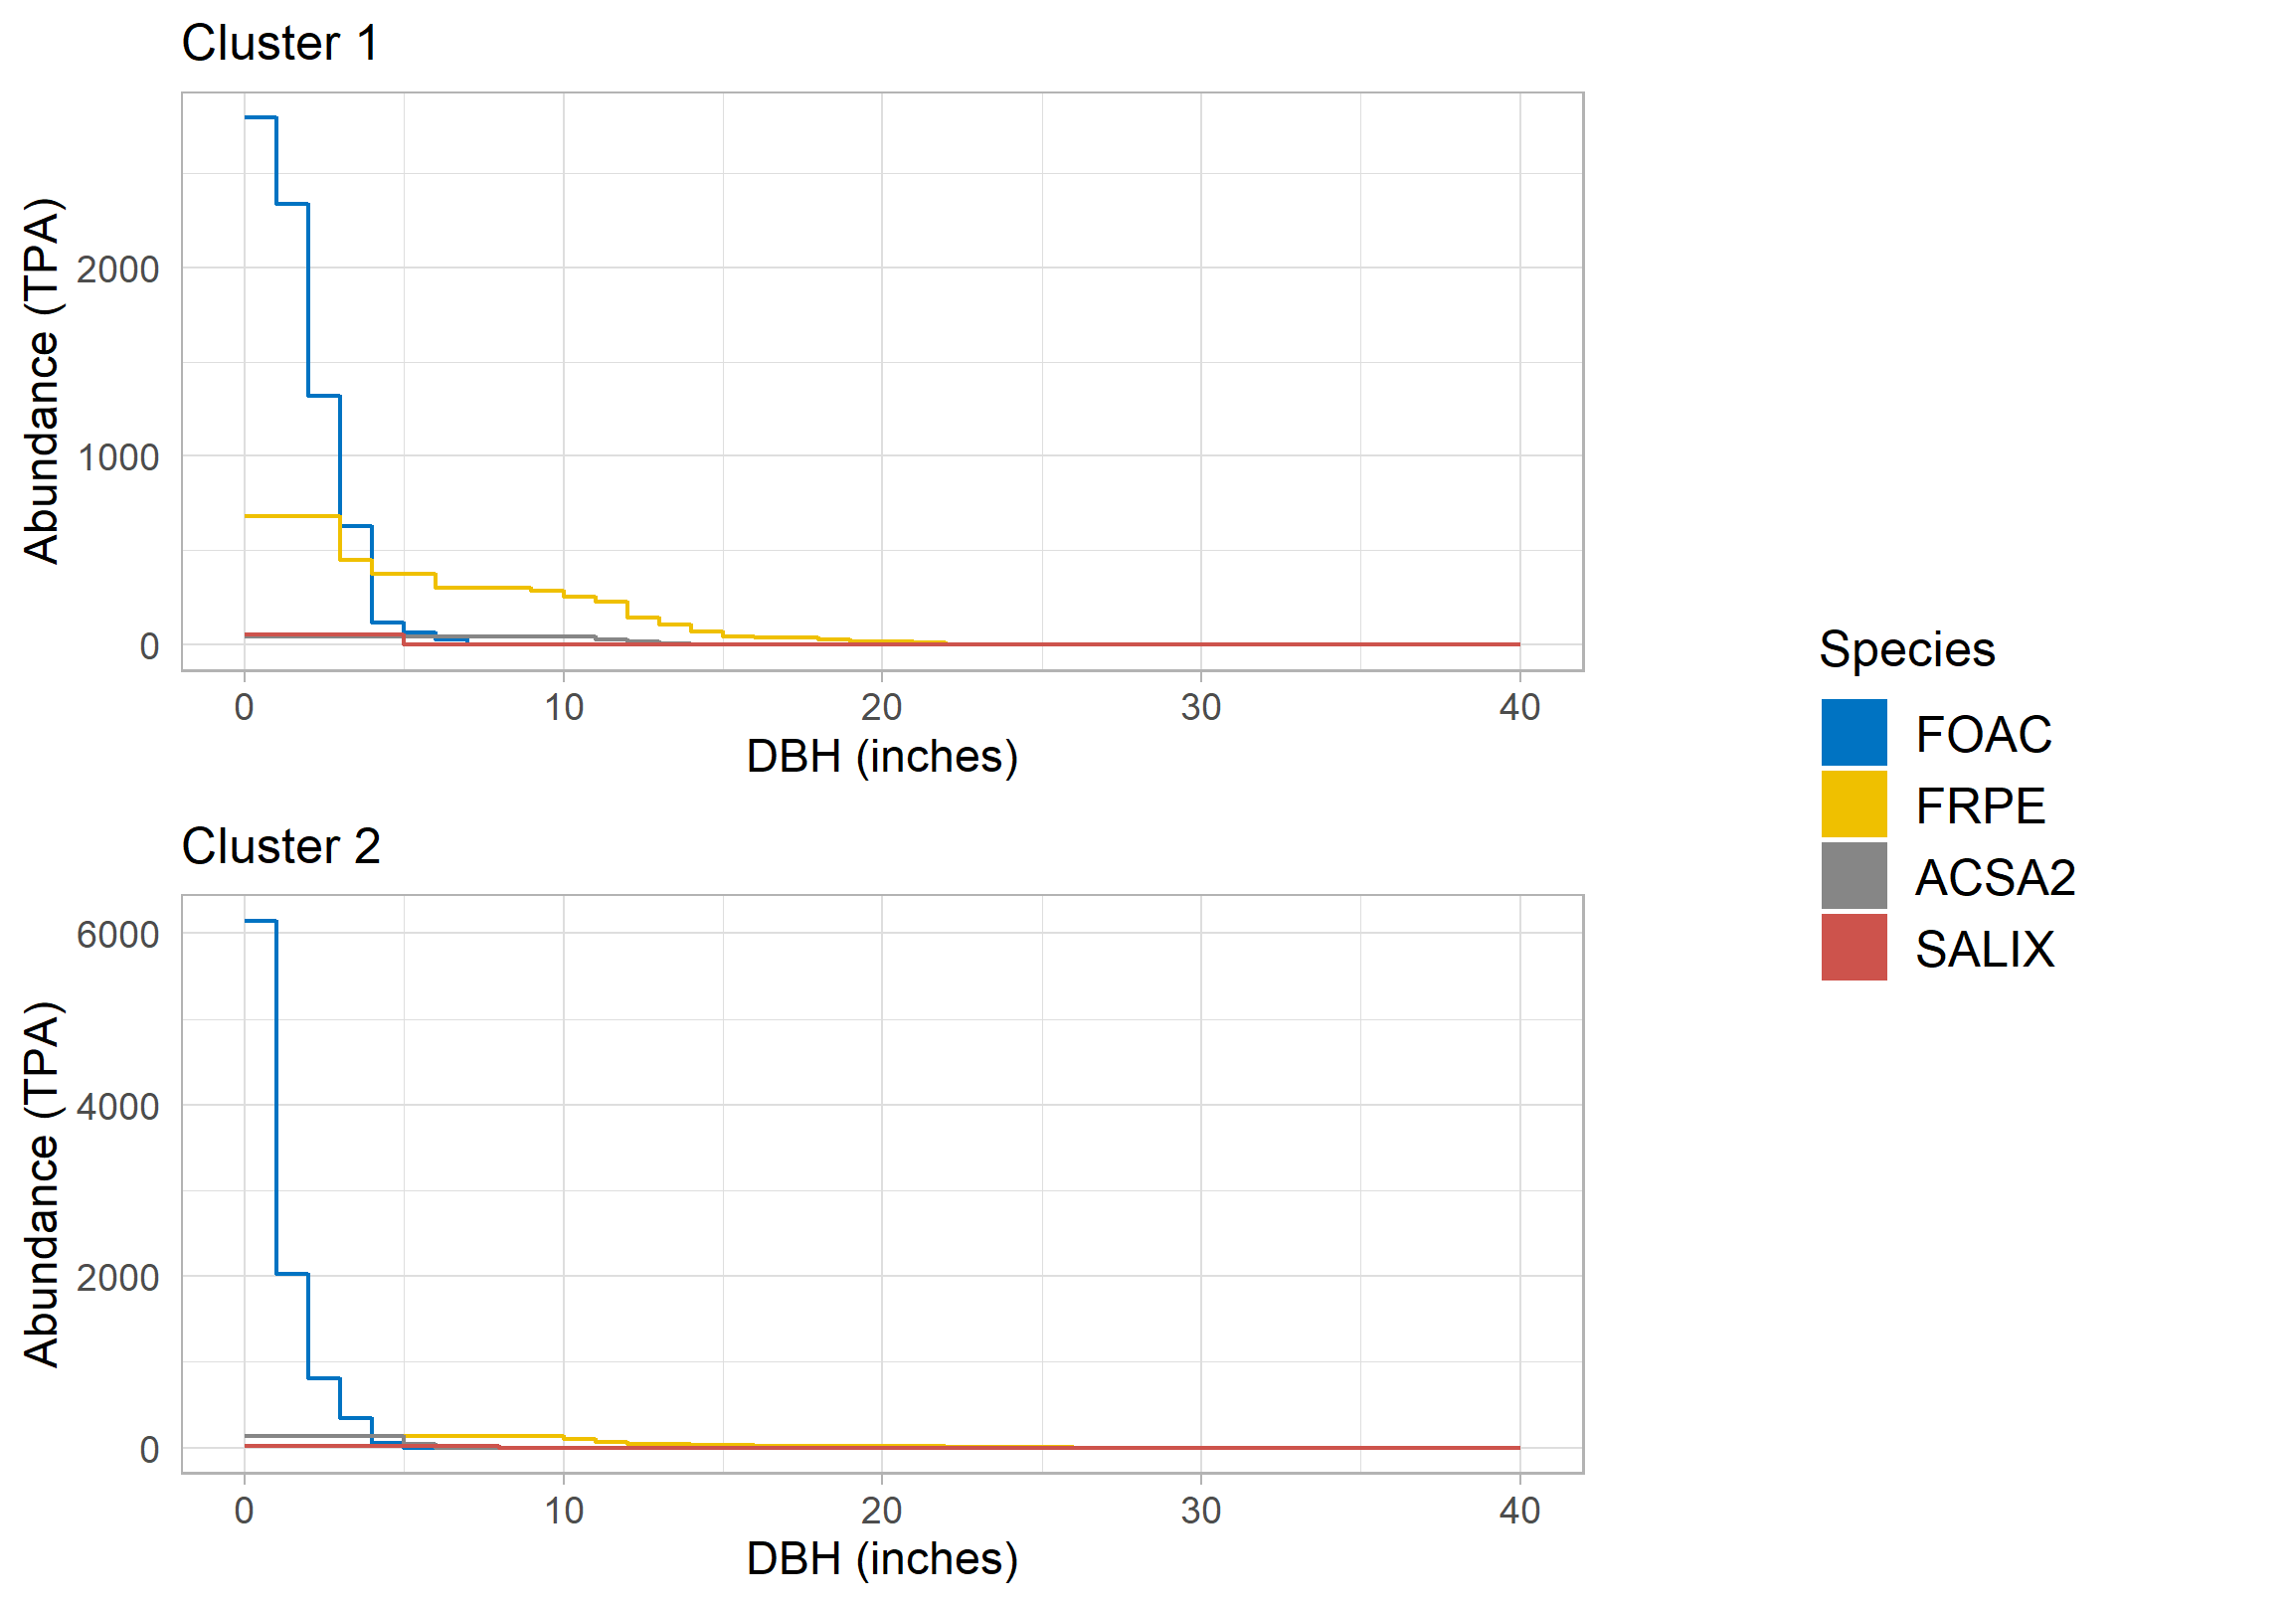 Cluster 1
Abundance (TPA)
2000
1000
0
0 10 20 30 40
DBH (inches)
Cluster 2
Abundance (TPA)
6000
4000
2000
0
0 10 20 30 40
DBH (inches)
Species
FOAC
FRPE
ACSA2
SALIX